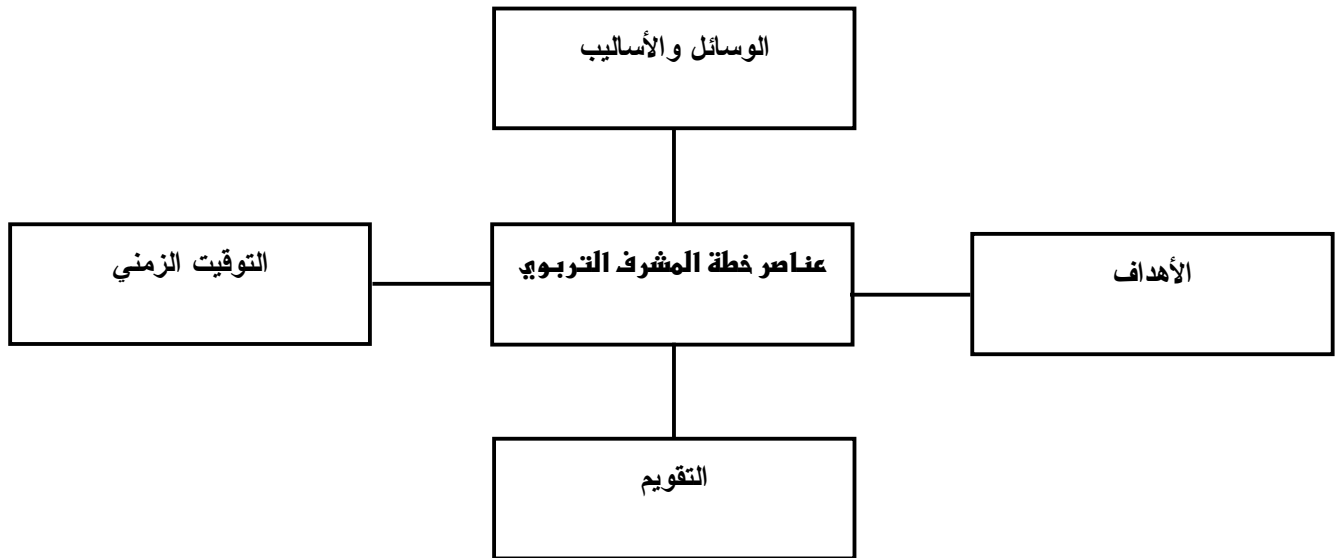 الوسائل والأساليب
الأهداف
عناصر خطة المشرف التربوي
التوقيت الزمني
التقويم